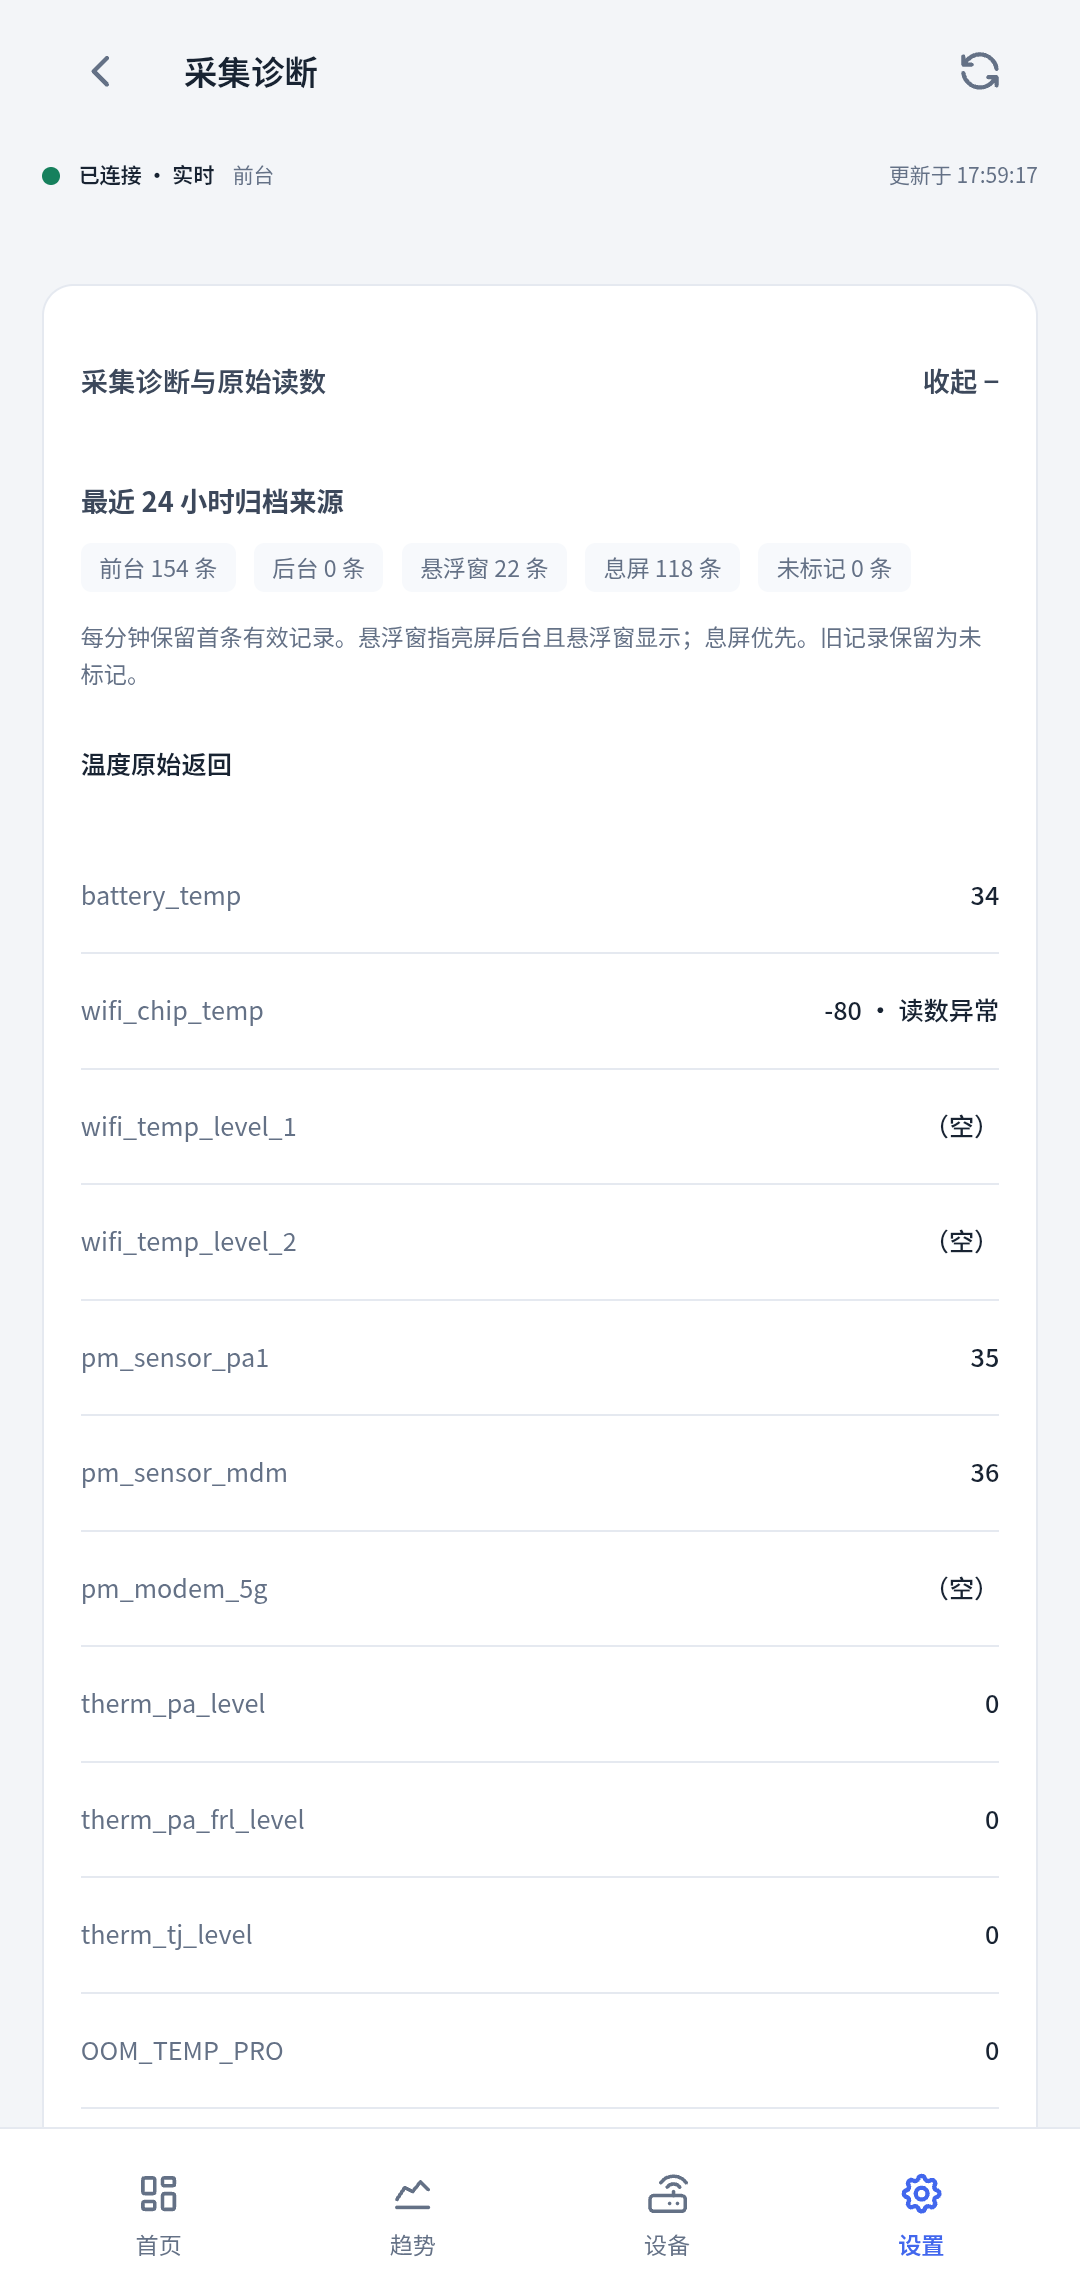 采集诊断
已连接 • 实时 前台 更新于 17:59:17
采集诊断与原始读数 收起 −
最近 24 小时归档来源
前台 154 条 后台 0 条 悬浮窗 22 条 息屏 118 条 未标记 0 条
每分钟保留首条有效记录。悬浮窗指亮屏后台且悬浮窗显示；息屏优先。旧记录保留为未
标记。
温度原始返回
battery_temp 34
wifi_chip_temp -80 • 读数异常
wifi_temp_level_1 （空）
wifi_temp_level_2 （空）
pm_sensor_pa1 35
pm_sensor_mdm 36
pm_modem_5g （空）
therm_pa_level 0
therm_pa_frl_level 0
therm_tj_level 0
OOM_TEMP_PRO 0
首页 趋势 设备 设置